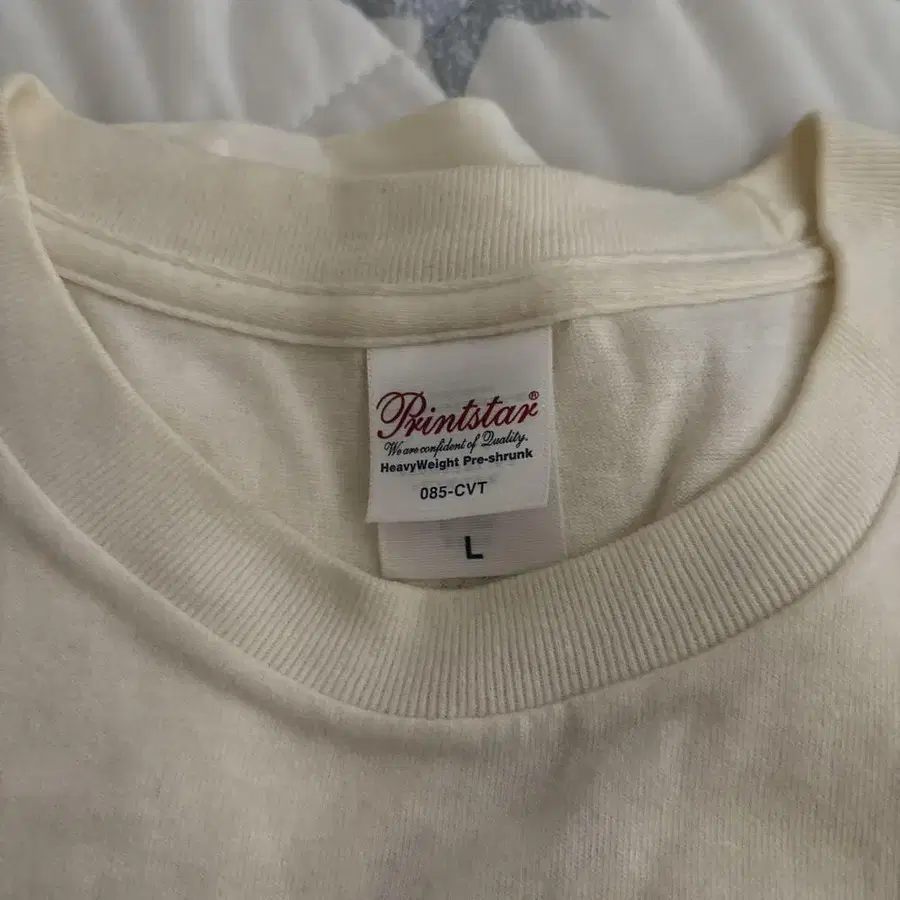 Printstar®
We are confident of Quality.
HeavyWeight Pre-shrunk
085-CVT
L